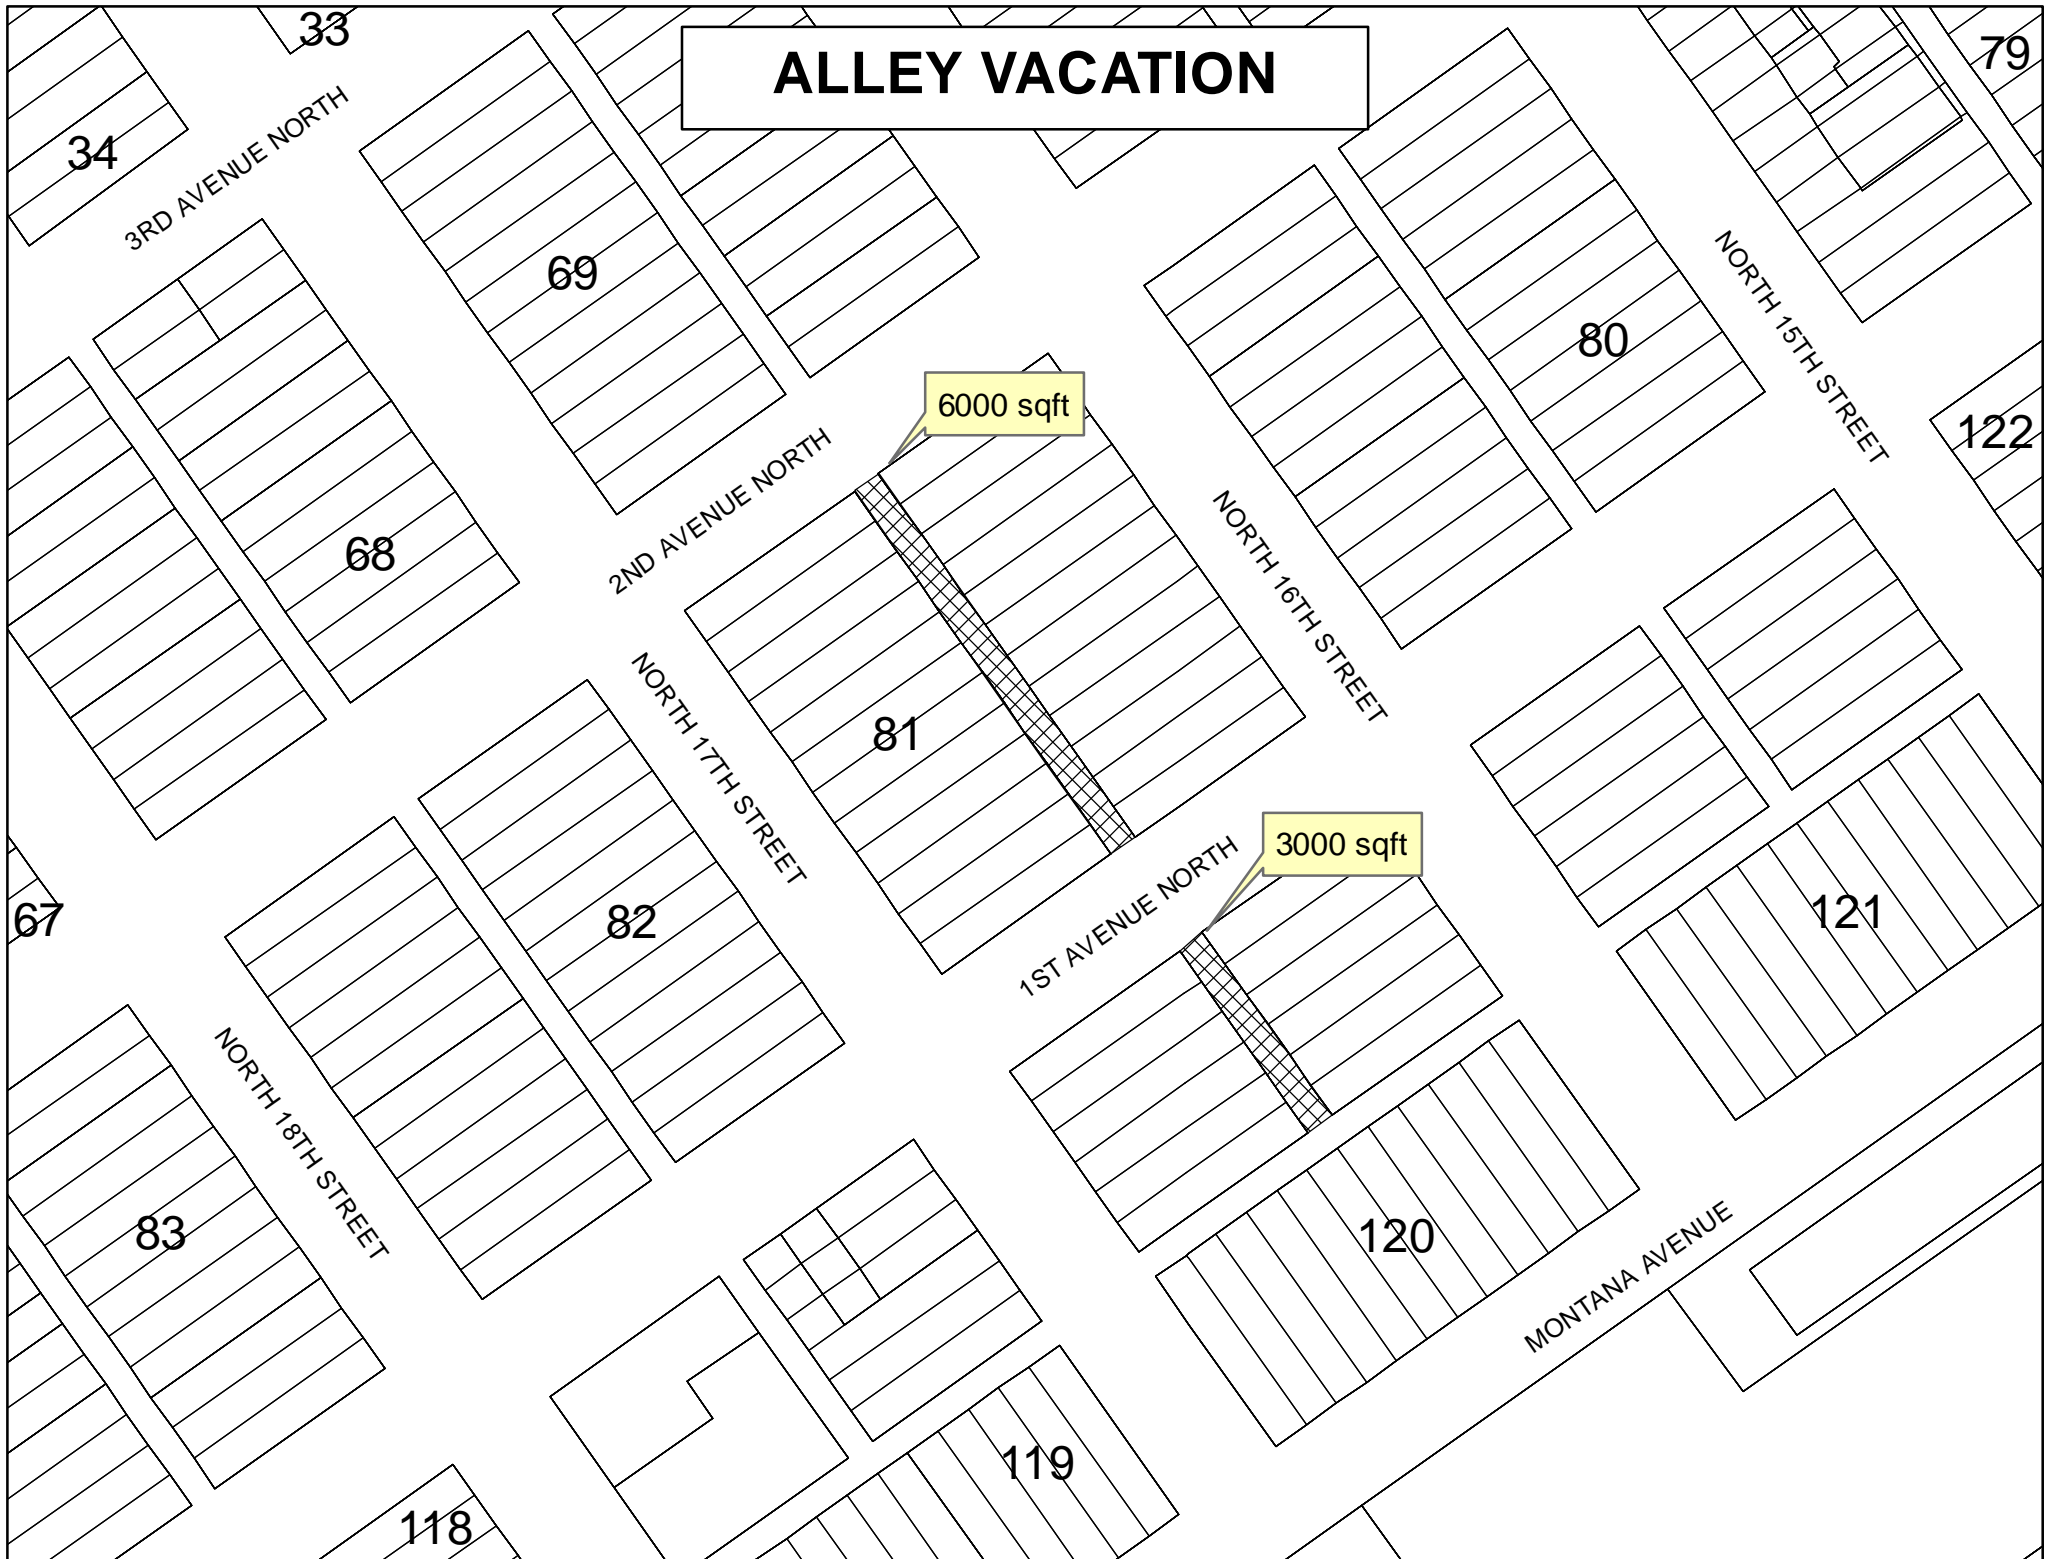 ALLEY VACATION
33
79
34
3RD AVENUE NORTH
69
NORTH 15TH STREET
80
6000 sqft
122
2ND AVENUE NORTH
68
NORTH 16TH STREET
81
NORTH 17TH STREET
3000 sqft
1ST AVENUE NORTH
67
82
121
NORTH 18TH STREET
83
120
MONTANA AVENUE
119
118